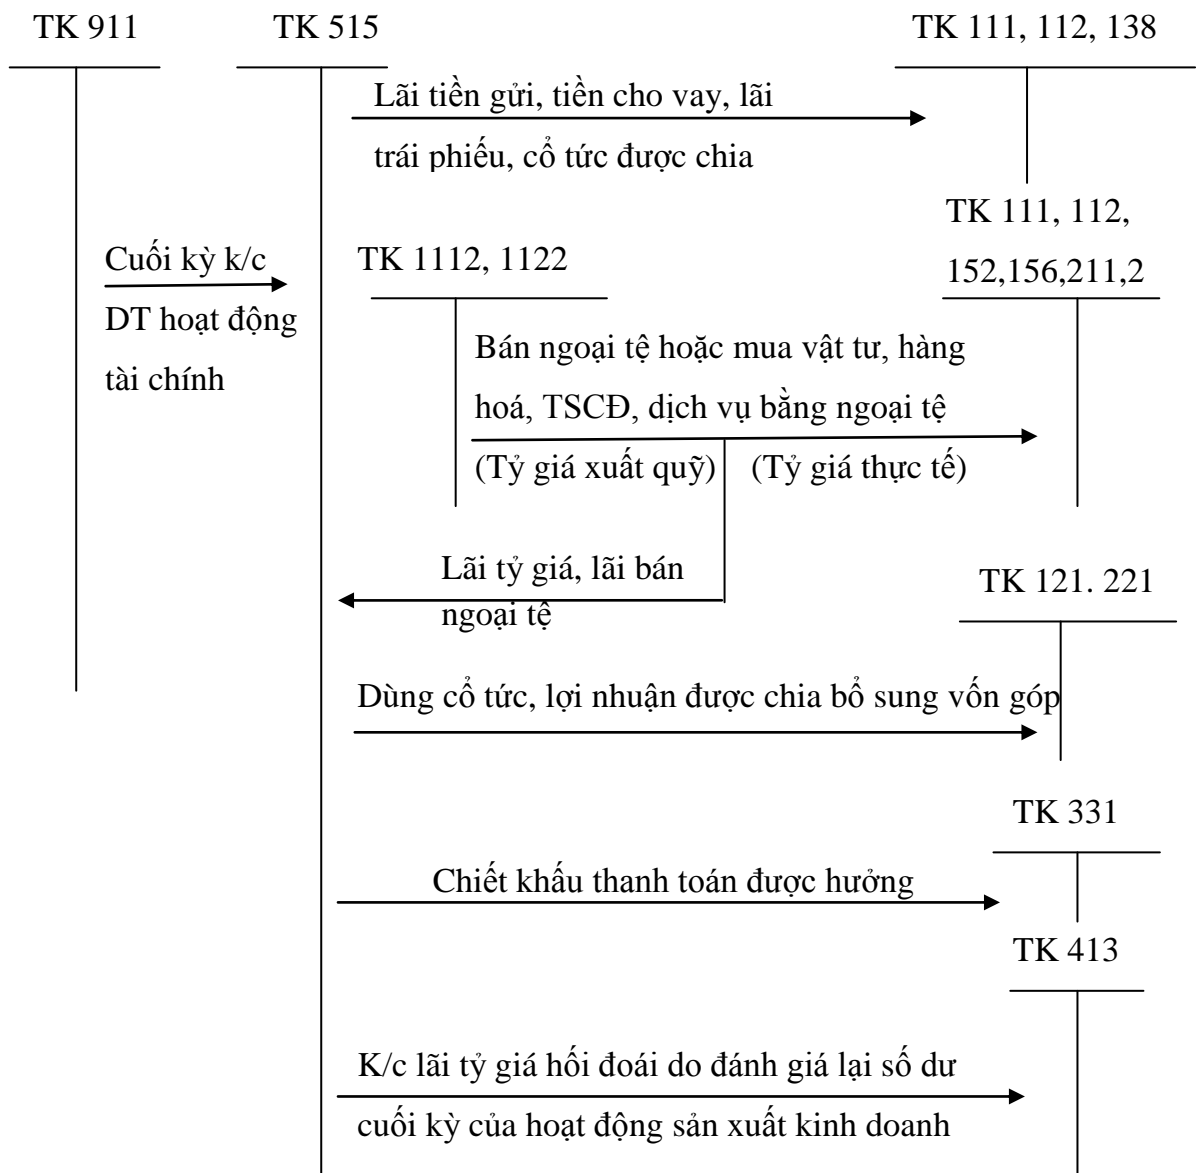 TK 911
TK 515
TK 111, 112, 138
Lãi tiền gửi, tiền cho vay, lãi
trái phiếu, cổ tức được chia
TK 111, 112,
152,156,211,2
Cuối kỳ k/c
DT hoạt động
tài chính
TK 1112, 1122
Bán ngoại tệ hoặc mua vật tư, hàng
hoá, TSCĐ, dịch vụ bằng ngoại tệ
(Tỷ giá xuất quỹ)
(Tỷ giá thực tế)
Lãi tỷ giá, lãi bán
ngoại tệ
TK 121. 221
Dùng cổ tức, lợi nhuận được chia bổ sung vốn góp
TK 331
Chiết khấu thanh toán được hưởng
TK 413
K/c lãi tỷ giá hối đoái do đánh giá lại số dư
cuối kỳ của hoạt động sản xuất kinh doanh